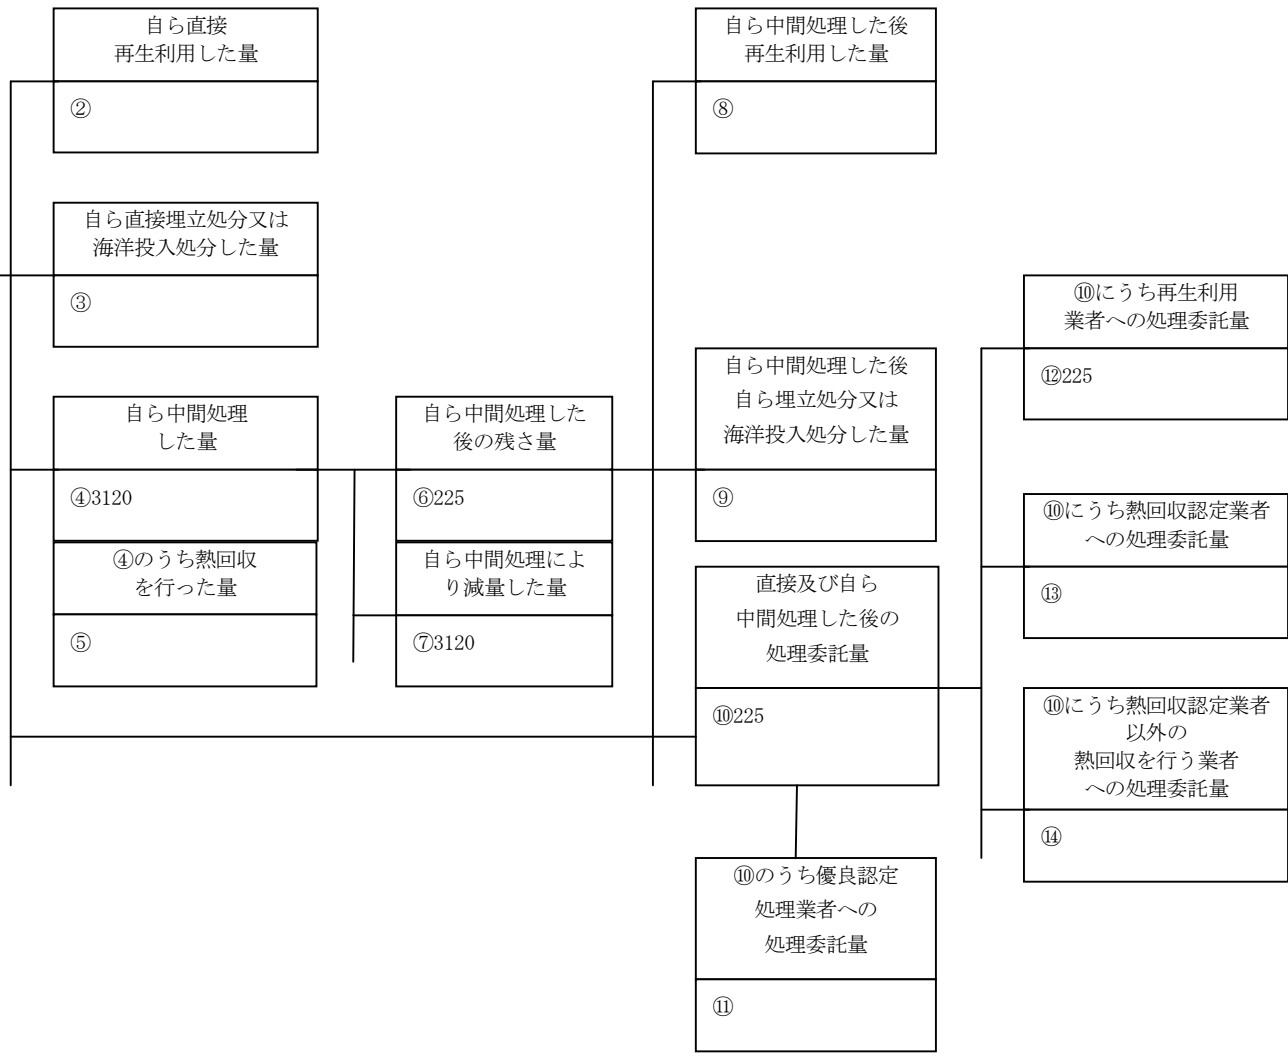 自ら直接
再生利用した量
②
自ら直接埋立処分又は
海洋投入処分した量
③
自ら中間処理
した量
④3120
④のうち熱回収
を行った量
⑤
自ら中間処理した
後の残さ量
⑥225
自ら中間処理によ
り減量した量
⑦3120
自ら中間処理した後
再生利用した量
⑧
自ら中間処理した後
自ら埋立処分又は
海洋投入処分した量
⑨
直接及び自ら
中間処理した後の
処理委託量
⑩225
⑩のうち優良認定
処理業者への
処理委託量
⑪
⑩にうち再生利用
業者への処理委託量
⑫225
⑩にうち熱回収認定業者
への処理委託量
⑬
⑩にうち熱回収認定業者
以外の
熱回収を行う業者
への処理委託量
⑭